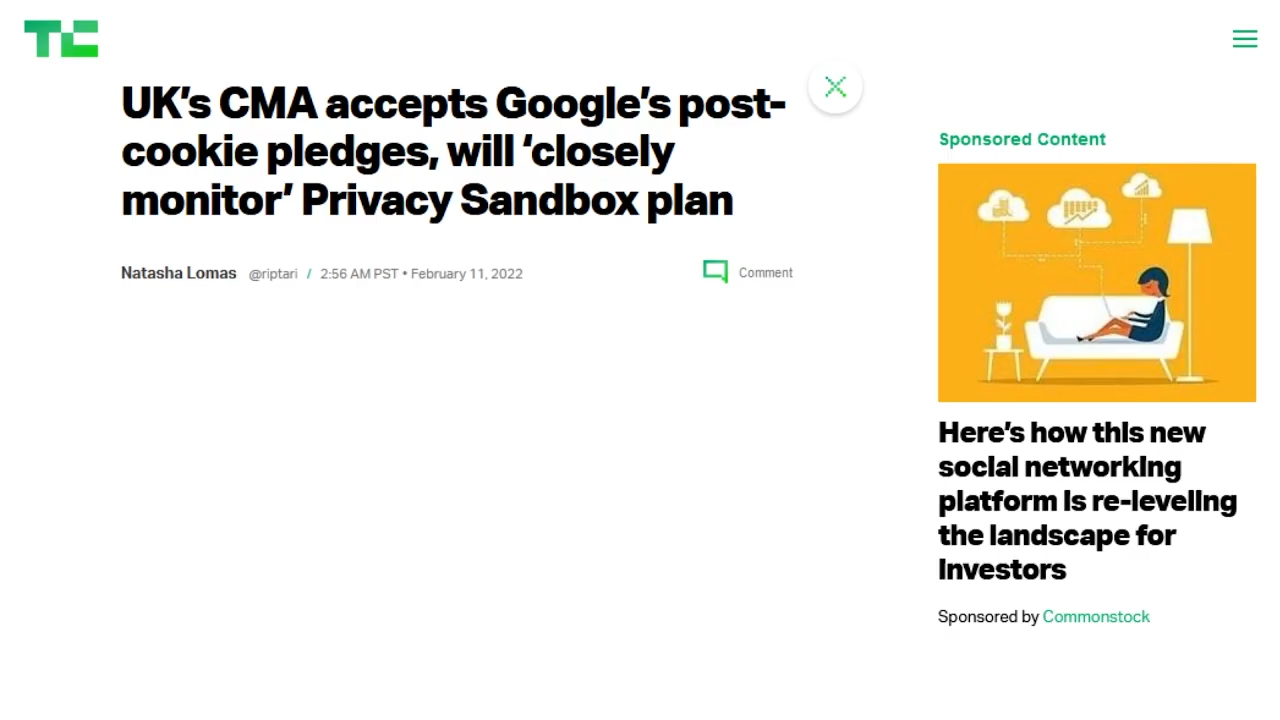 TC
UK's CMA accepts Google's post-
cookie pledges, will 'closely
monitor' Privacy Sandbox plan
Natasha Lomas @riptari / 2:56 AM PST • February 11, 2022
Comment
Sponsored Content
Here's how this new
social networking
platform is re-leveling
the landscape for
Investors
Sponsored by Commonstock